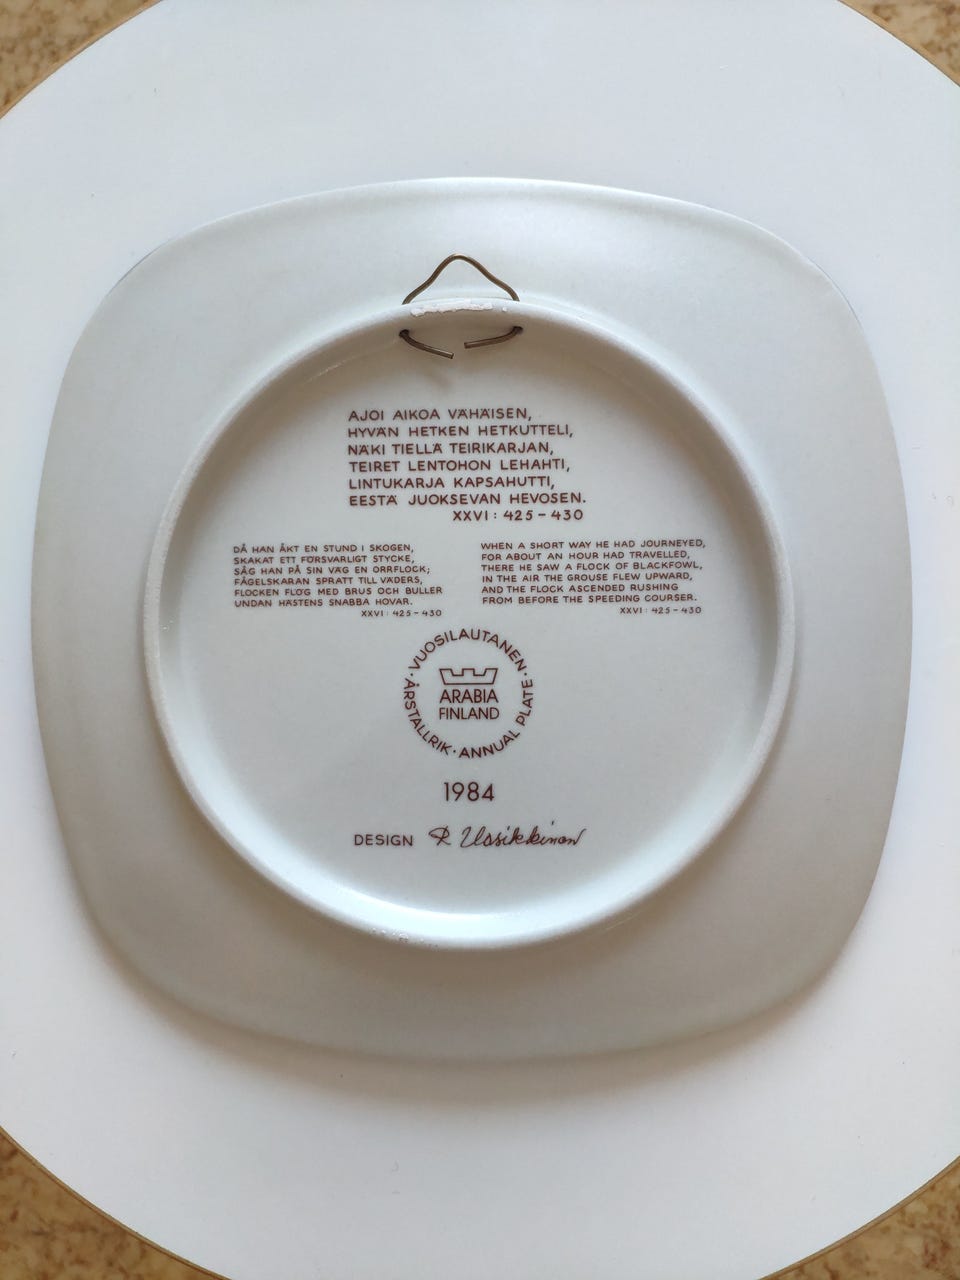 AJOI AIKOA VÄHÄISEN,
HYVÄN HETKEN HETKUTTELI,
NÄKI TIELLÄ TEIRIKARJAN,
TEIRET LENTOHON LEHAHTI,
LINTUKARJA KAPSAHUTTI,
EESTÄ JUOKSEVAN HEVOSEN.
XXVI : 425 – 430
DÅ HAN ÅKT EN STUND I SKOGEN,
SKAKAT ETT FÖRSVARLIGT STYCKE,
SÅG HAN PÅ SIN VÄG EN ORRFLOCK;
FÅGELSKARAN SPRATT TILL VÄDERS,
FLOCKEN FLÖG MED BRUS OCH BULLER
UNDAN HÄSTENS SNABBA HOVAR.
XXVI : 425 – 430
WHEN A SHORT WAY HE HAD JOURNEYED,
FOR ABOUT AN HOUR HAD TRAVELLED,
THERE HE SAW A FLOCK OF BLACKFOWL,
IN THE AIR THE GROUSE FLEW UPWARD,
AND THE FLOCK ASCENDED RUSHING
FROM BEFORE THE SPEEDING COURSER.
XXVI : 425 – 430
· VUOSILAUTANEN ·
ARABIA
FINLAND
ÅRSTALLRIK · ANNUAL PLATE
1984
DESIGN R Uosikkinen